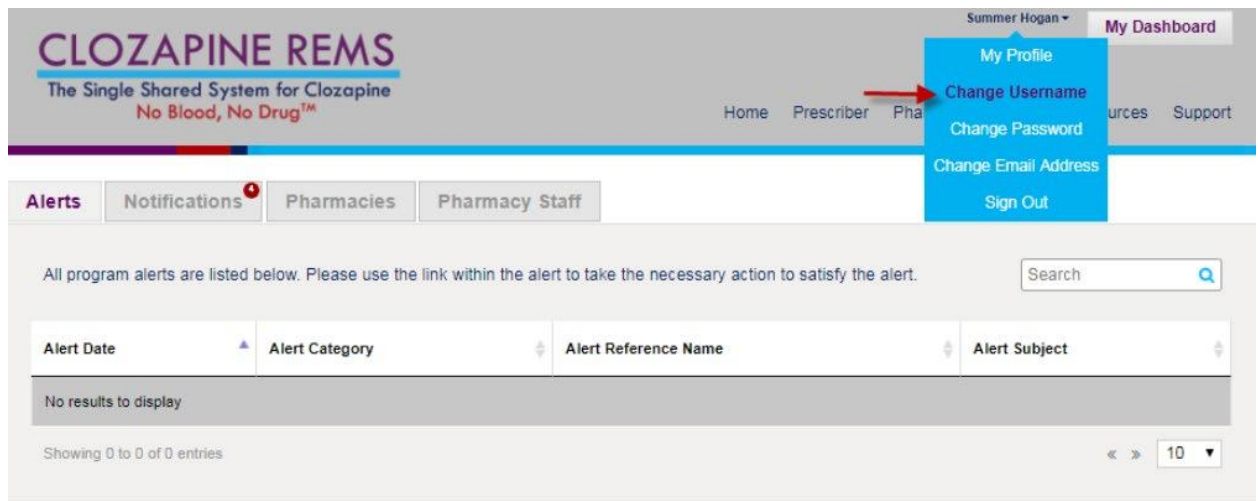 Summer Hogan
My Dashboard
CLOZAPINE REMS
The Single Shared System for Clozapine
No Blood, No Drug™
My Profile
Change Username
Change Password
Change Email Address
Sign Out
Home Prescriber Support
Alerts Notifications 4 Pharmacies Pharmacy Staff
All program alerts are listed below. Please use the link within the alert to take the necessary action to satisfy the alert.
Search
Alert Date Alert Category Alert Reference Name Alert Subject
No results to display
Showing 0 to 0 of 0 entries
« » 10